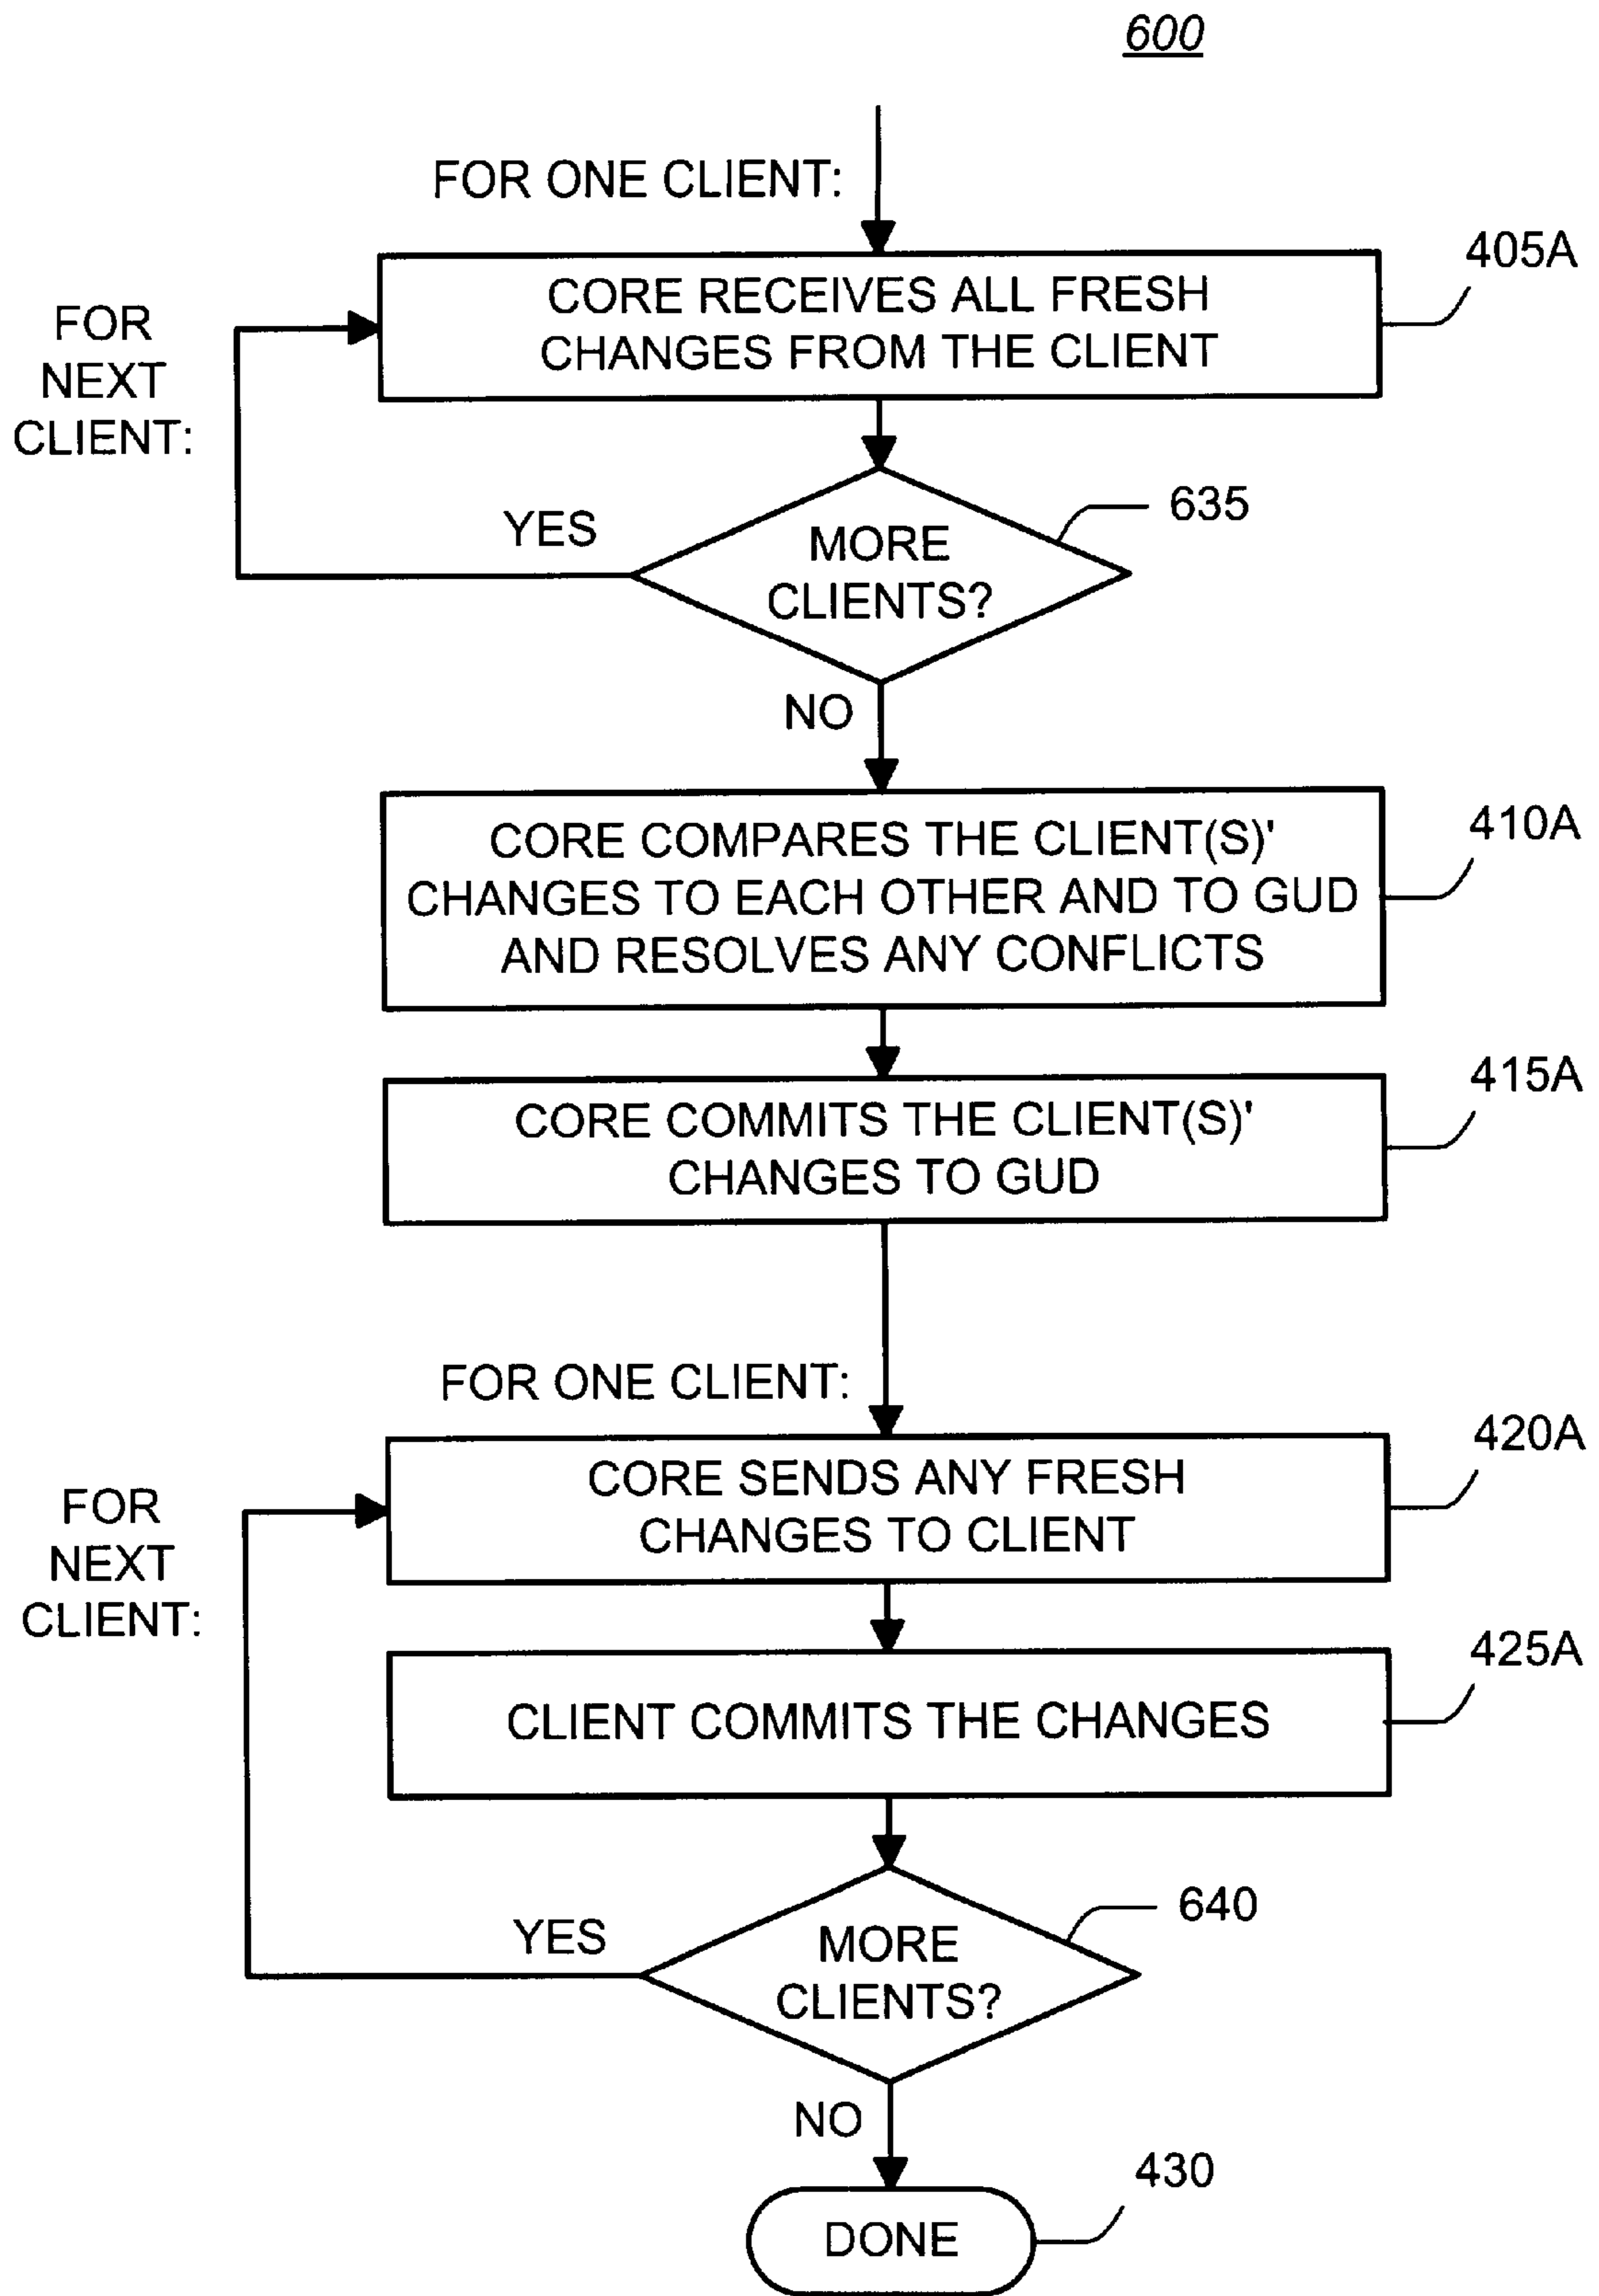 600
FOR ONE CLIENT:
405A
CORE RECEIVES ALL FRESH
CHANGES FROM THE CLIENT
FOR
NEXT
CLIENT:
635
YES
MORE
CLIENTS?
NO
410A
CORE COMPARES THE CLIENT(S)'
CHANGES TO EACH OTHER AND TO GUD
AND RESOLVES ANY CONFLICTS
415A
CORE COMMITS THE CLIENT(S)'
CHANGES TO GUD
FOR ONE CLIENT:
420A
CORE SENDS ANY FRESH
CHANGES TO CLIENT
FOR
NEXT
CLIENT:
425A
CLIENT COMMITS THE CHANGES
640
YES
MORE
CLIENTS?
NO
430
DONE